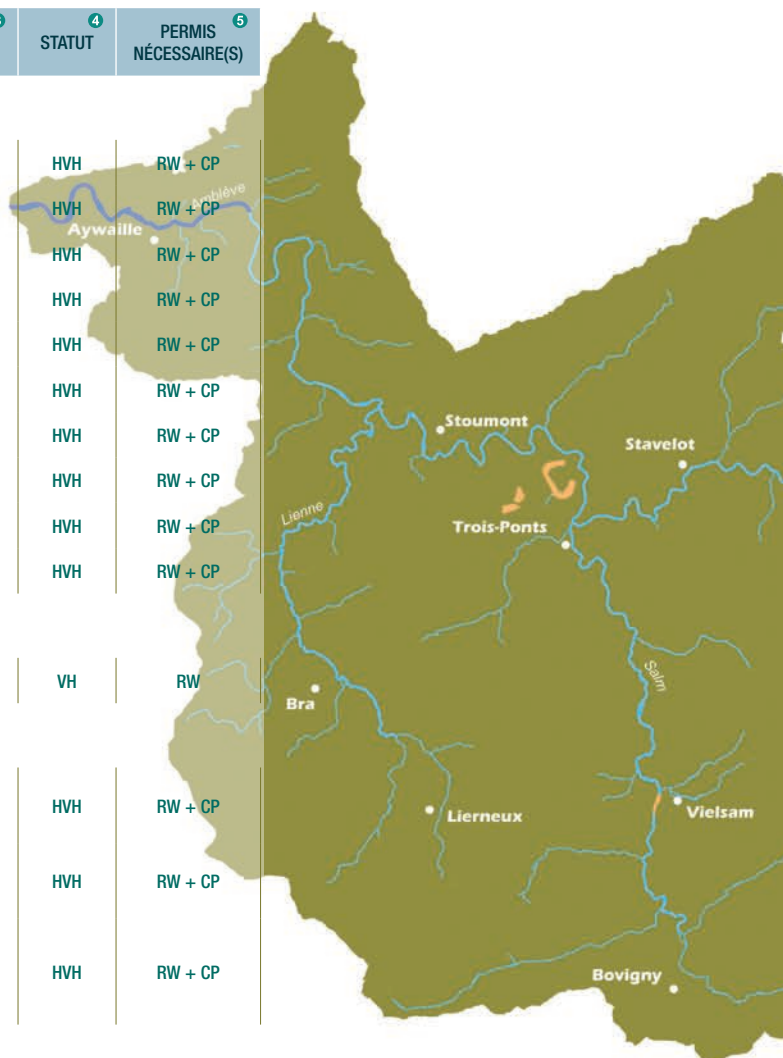 3
STATUT 4
PERMIS 5
NÉCESSAIRE(S)
HVH RW + CP
HVH RW + CP
Amblève
Aywaille
HVH RW + CP
HVH RW + CP
HVH RW + CP
HVH RW + CP
Stoumont
HVH RW + CP
Stavelot
HVH RW + CP
Lienne
HVH RW + CP
Trois-Ponts
HVH RW + CP
Salm
VH RW
Bra
HVH RW + CP
Lierneux
Vielsam
HVH RW + CP
HVH RW + CP
Bovigny